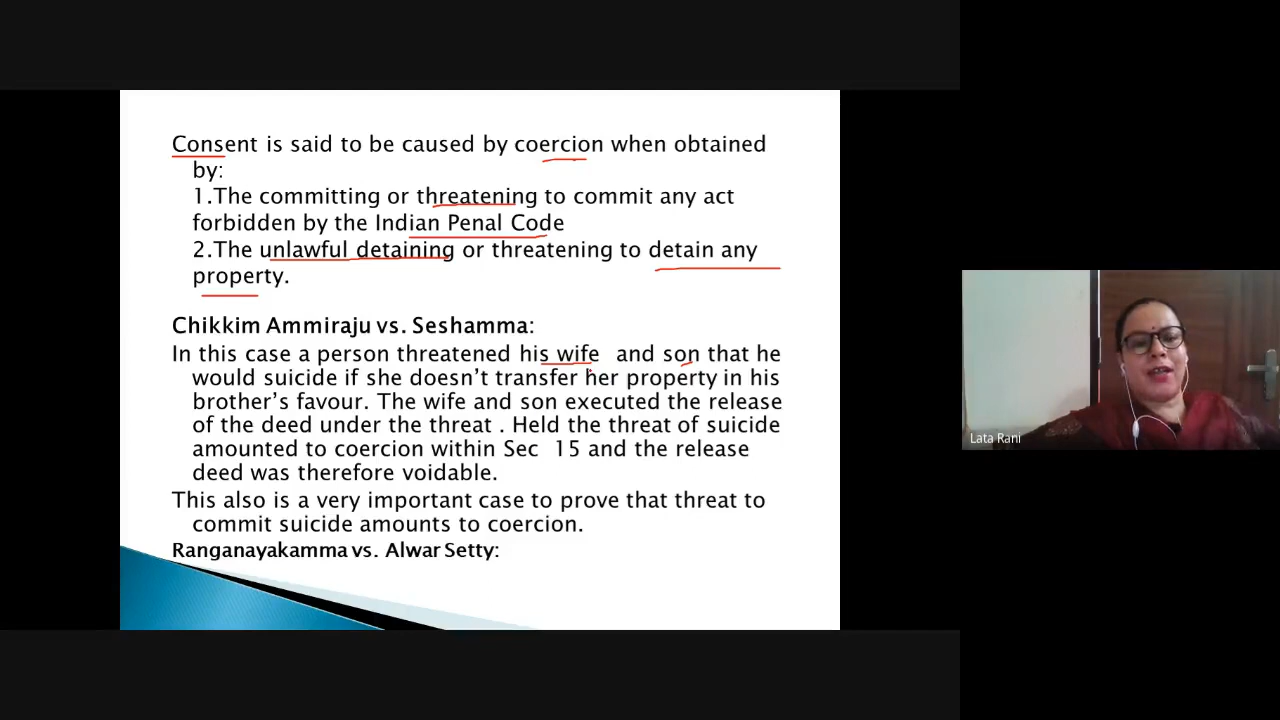 Consent is said to be caused by coercion when obtained
by:
1.The committing or threatening to commit any act
forbidden by the Indian Penal Code
2.The unlawful detaining or threatening to detain any
property.
Chikkim Ammiraju vs. Seshamma:
In this case a person threatened his wife and son that he
would suicide if she doesn't transfer her property in his
brother's favour. The wife and son executed the release
of the deed under the threat . Held the threat of suicide
amounted to coercion within Sec 15 and the release
deed was therefore voidable.
This also is a very important case to prove that threat to
commit suicide amounts to coercion.
Ranganayakamma vs. Alwar Setty:
Lata Rani